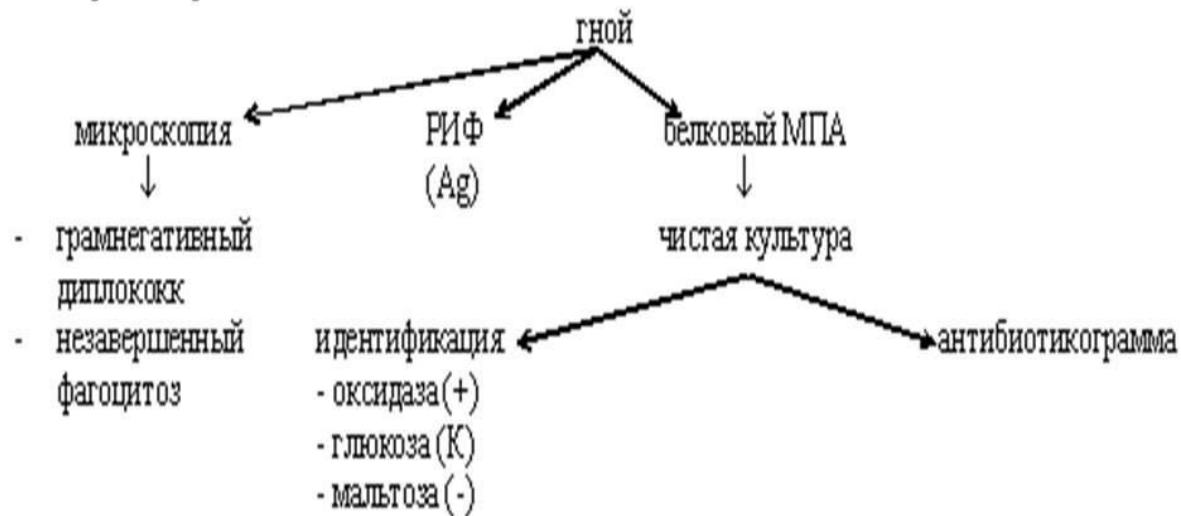 гной
микроскопия РИФ белковый МПА
(Ag)
- грамнегативный чистая культура
диплококк
- незавершенный идентификация антибиотикограмма
фагоцитоз - оксидаза (+)
- глюкоза (К)
- мальтоза (-)